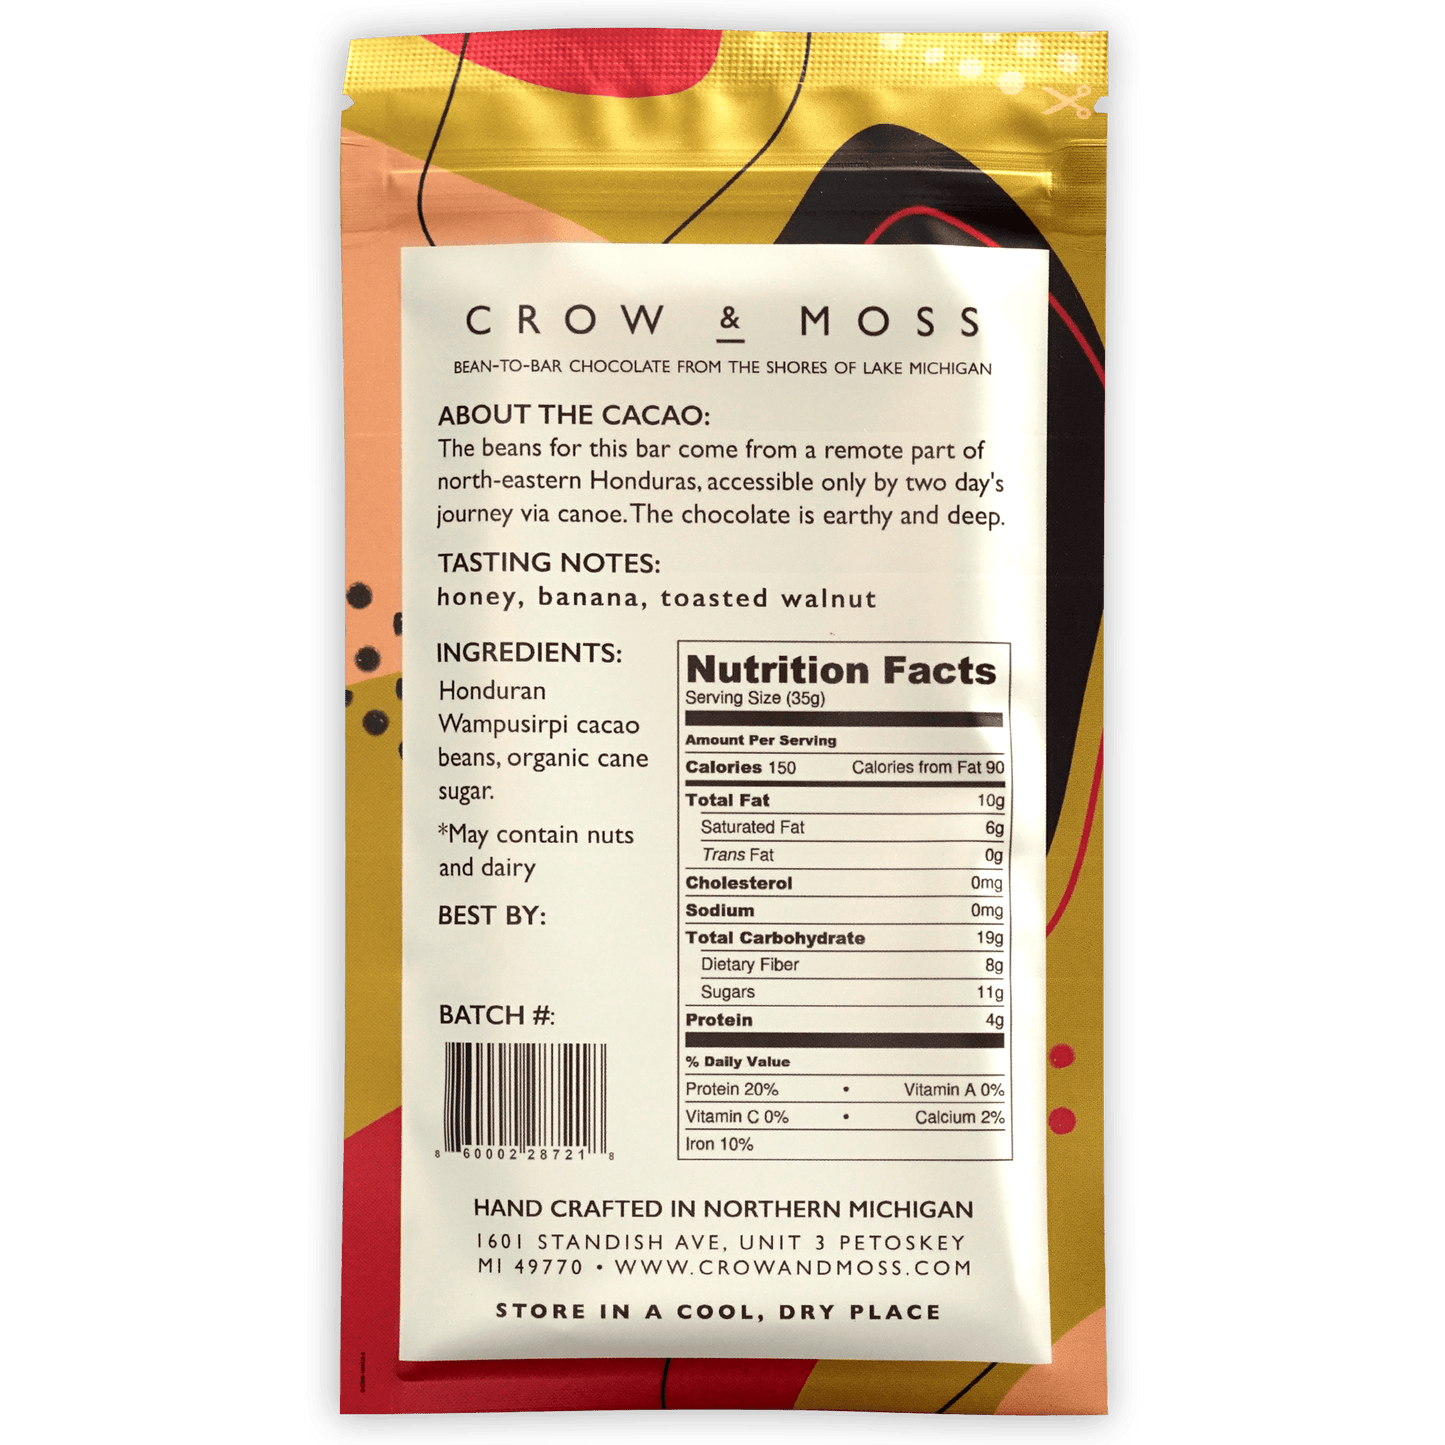 CROW & MOSS
BEAN-TO-BAR CHOCOLATE FROM THE SHORES OF LAKE MICHIGAN
ABOUT THE CACAO:
The beans for this bar come from a remote part of
north-eastern Honduras, accessible only by two day's
journey via canoe. The chocolate is earthy and deep.
TASTING NOTES:
honey, banana, toasted walnut
INGREDIENTS:
Honduran
Wampusirpi cacao
beans, organic cane
sugar.
*May contain nuts
and dairy
BEST BY:
BATCH #:
8 60002 28721 8
Nutrition Facts
Serving Size (35g)
Amount Per Serving
Calories 150 Calories from Fat 90
Total Fat 10g
Saturated Fat 6g
Trans Fat 0g
Cholesterol 0mg
Sodium 0mg
Total Carbohydrate 19g
Dietary Fiber 8g
Sugars 11g
Protein 4g
% Daily Value
Protein 20% • Vitamin A 0%
Vitamin C 0% • Calcium 2%
Iron 10%
HAND CRAFTED IN NORTHERN MICHIGAN
1601 STANDISH AVE, UNIT 3 PETOSKEY
MI 49770 • WWW.CROWANDMOSS.COM
STORE IN A COOL, DRY PLACE